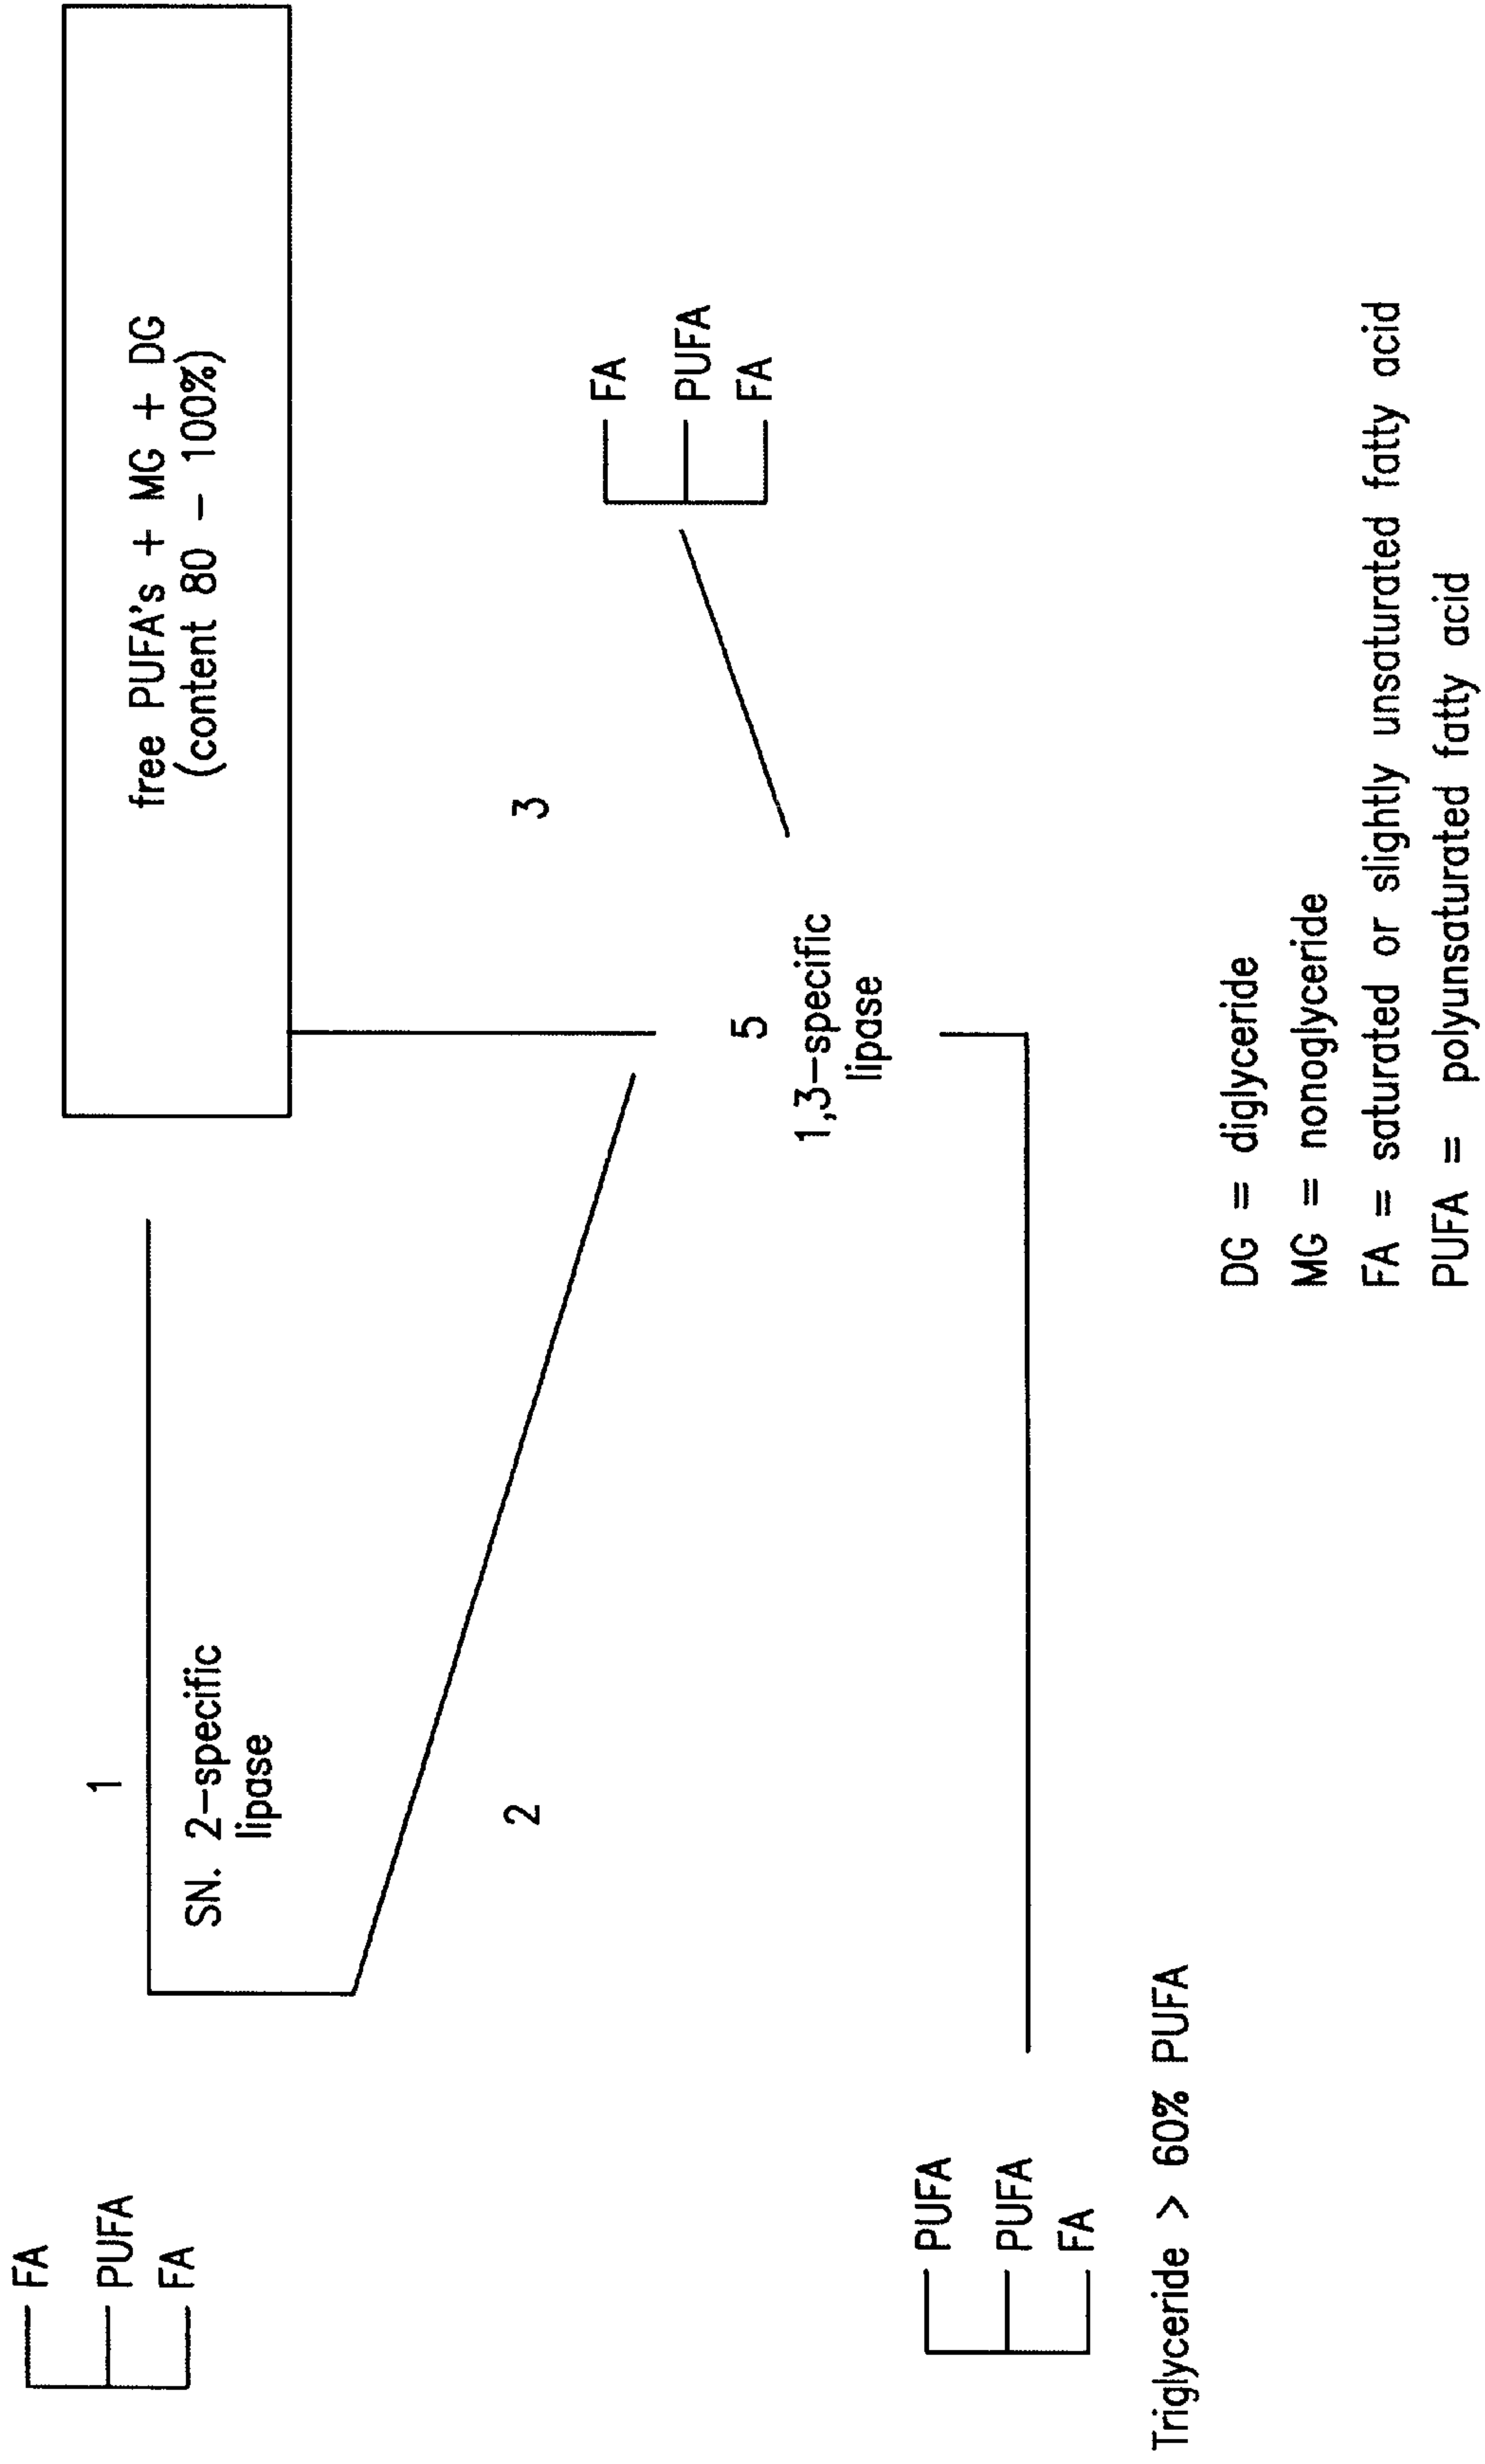 FA
PUFA
FA
1
SN. 2-specific
lipase
free PUFA's + MG + DG
(content 80 - 100%)
2
3
FA
PUFA
FA
5
1,3-specific
lipase
PUFA
PUFA
FA
Triglyceride > 60% PUFA
DG = diglyceride
MG = nonoglyceride
FA = saturated or slightly unsaturated fatty acid
PUFA = polyunsaturated fatty acid